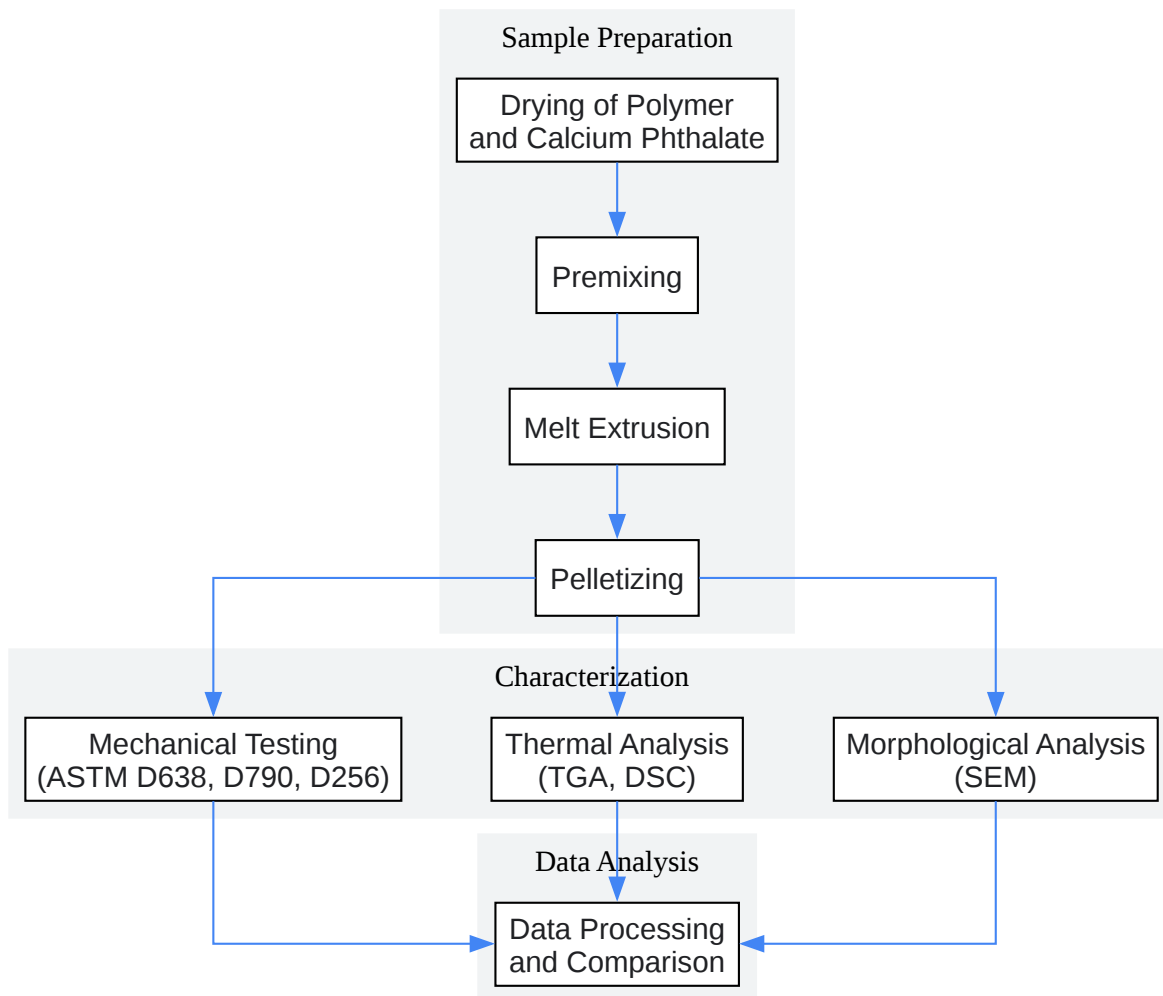 Sample Preparation
Drying of Polymer
and Calcium Phthalate
Premixing
Melt Extrusion
Pelletizing
Characterization
Mechanical Testing
(ASTM D638, D790, D256)
Thermal Analysis
(TGA, DSC)
Morphological Analysis
(SEM)
Data Analysis
Data Processing
and Comparison